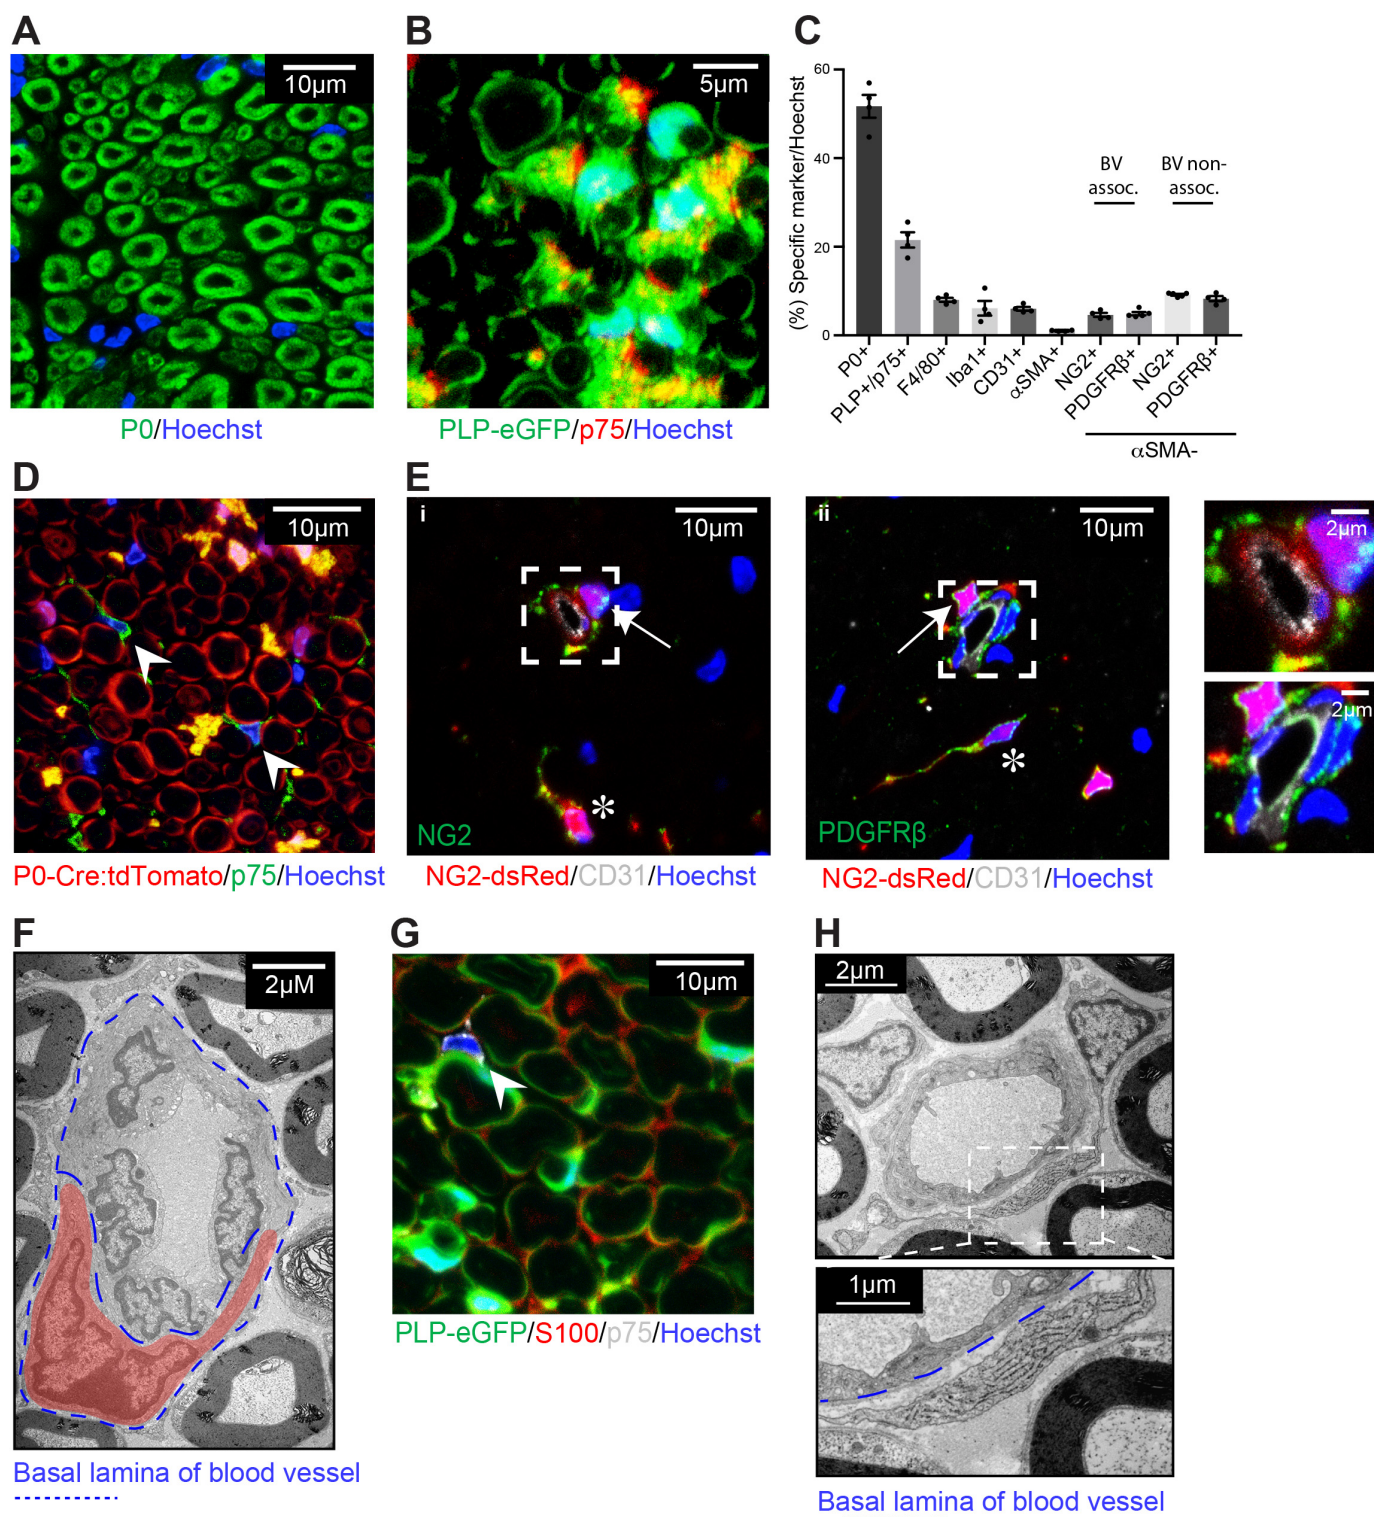 A
10µm
P0/Hoechst
B
5µm
PLP-eGFP/p75/Hoechst
C
(%) Specific marker/Hoechst
60
40
20
0
BV
assoc.
BV non-
assoc.
P0+
PLP+/p75+
F4/80+
Iba1+
CD31+
αSMA+
NG2+
PDGFRβ+
NG2+
PDGFRβ+
αSMA-
D
10µm
P0-Cre:tdTomato/p75/Hoechst
E
i
10µm
*
NG2
NG2-dsRed/CD31/Hoechst
ii
10µm
*
PDGFRβ
NG2-dsRed/CD31/Hoechst
2µm
2µm
F
2µM
Basal lamina of blood vessel
G
10µm
PLP-eGFP/S100/p75/Hoechst
H
2µm
1µm
Basal lamina of blood vessel